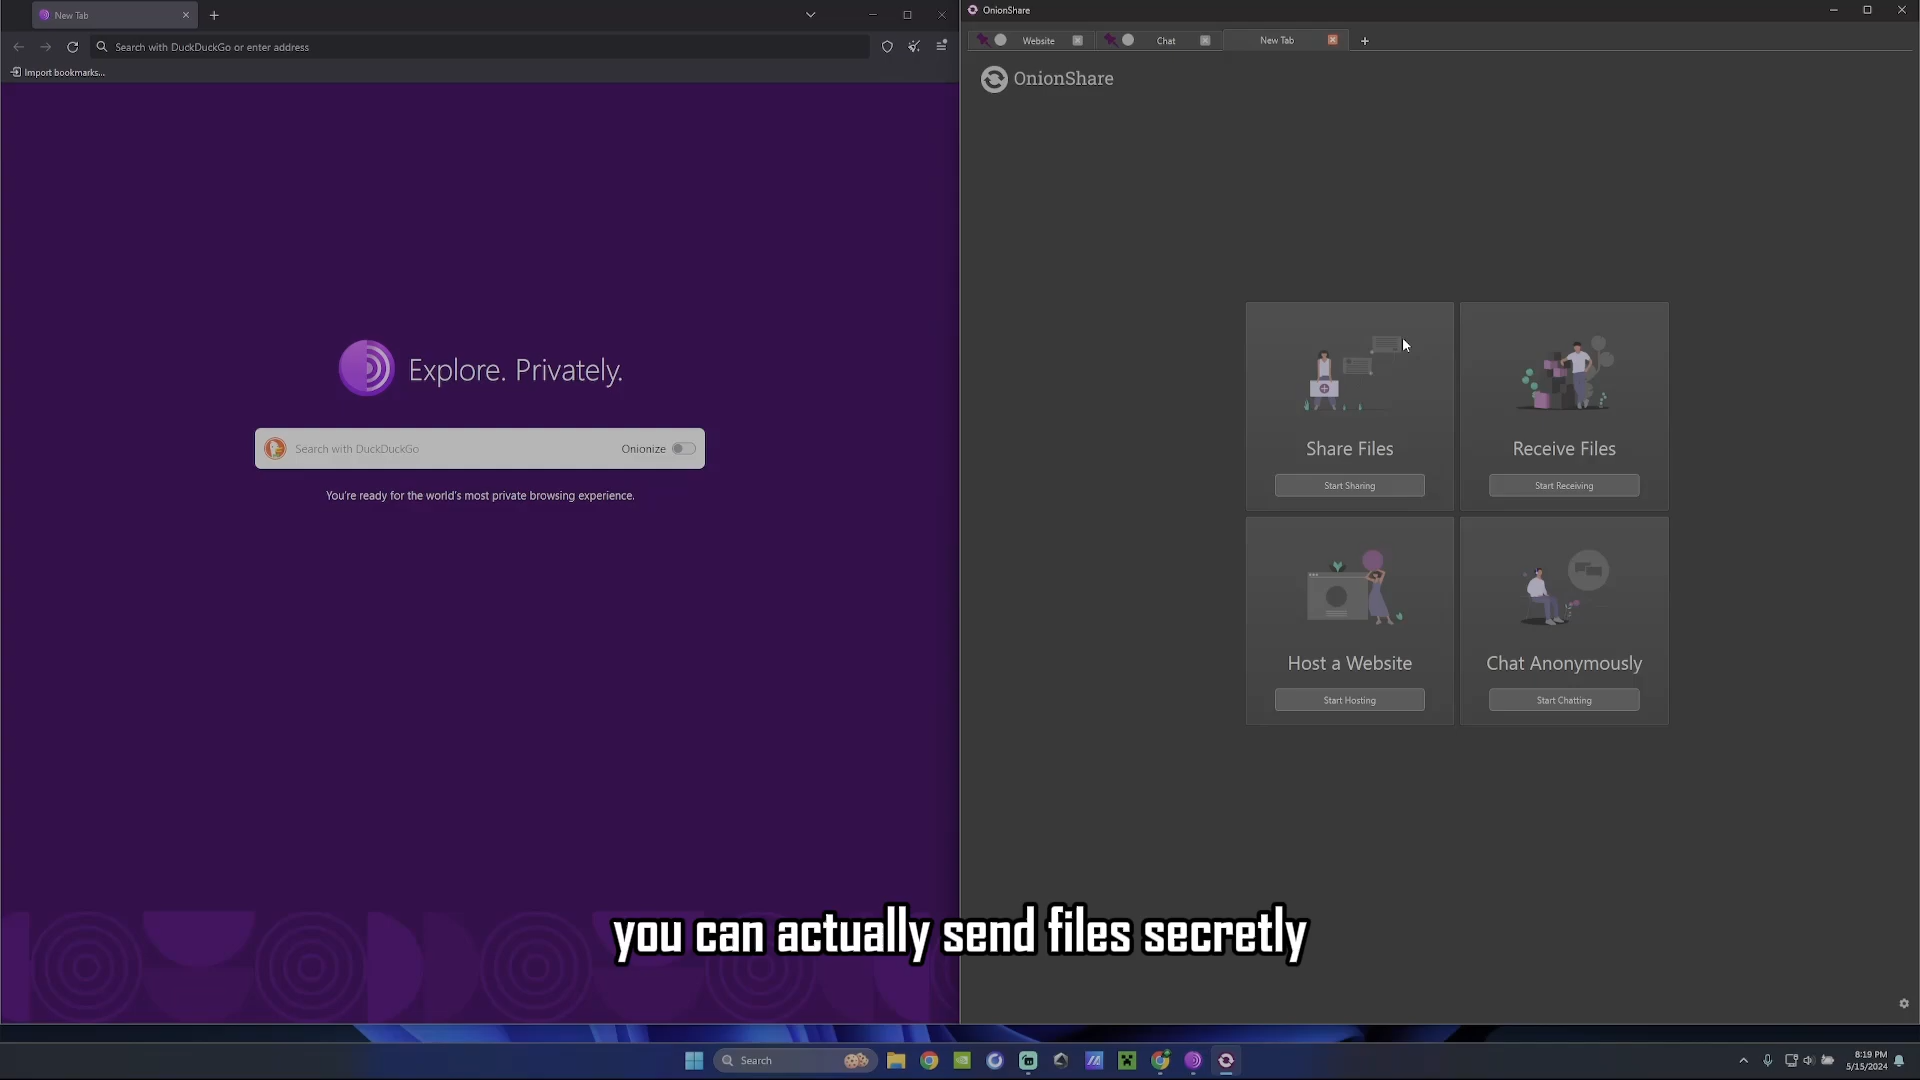 New Tab
Search with DuckDuckGo or enter address
Import bookmarks...
Explore. Privately.
Search with DuckDuckGo
Onionize
You're ready for the world's most private browsing experience.
OnionShare
Website
Chat
New Tab
OnionShare
Share Files
Start Sharing
Receive Files
Start Receiving
Host a Website
Start Hosting
Chat Anonymously
Start Chatting
you can actually send files secretly
Search
8:19 PM
5/15/2024